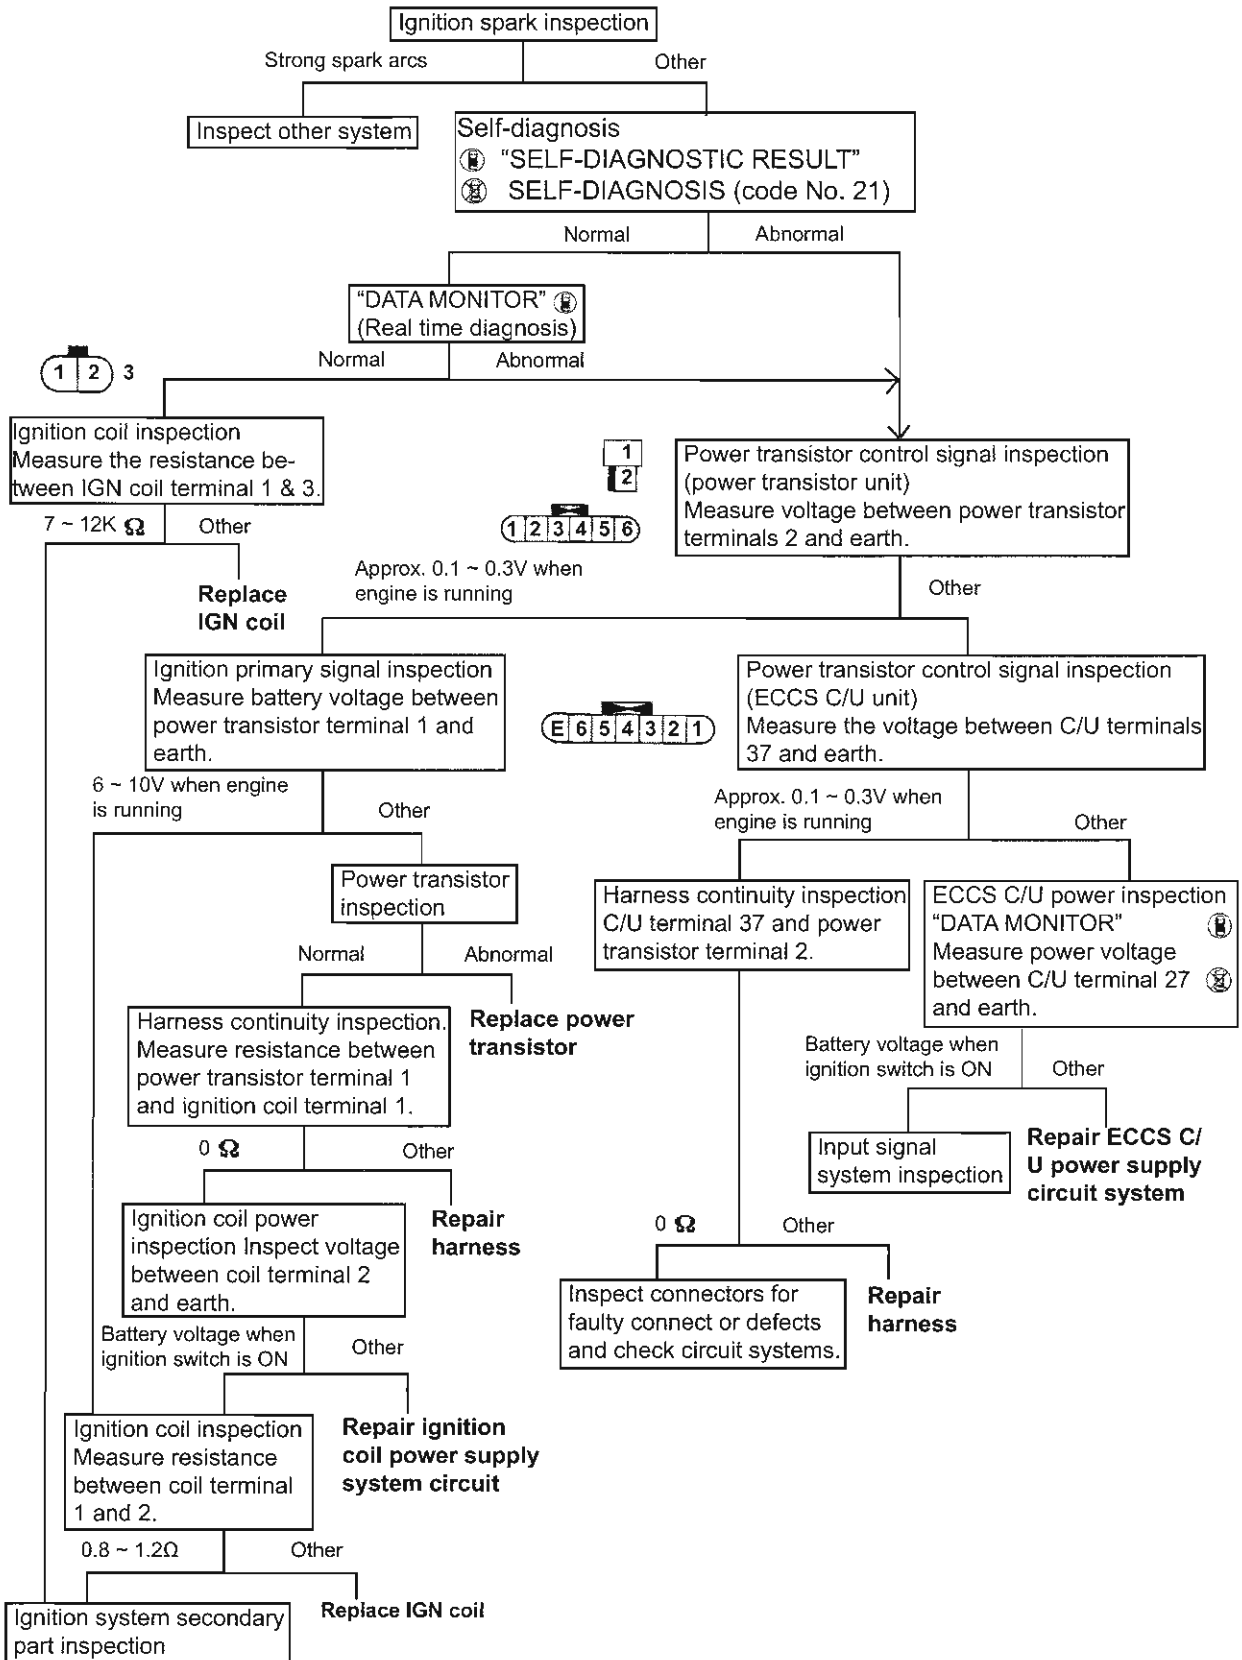 Ignition spark inspection
Strong spark arcs
Other
Inspect other system
Self-diagnosis
"SELF-DIAGNOSTIC RESULT"
SELF-DIAGNOSIS (code No. 21)
Normal
Abnormal
"DATA MONITOR"
(Real time diagnosis)
Normal
Abnormal
1 2 3
Ignition coil inspection
Measure the resistance be-
tween IGN coil terminal 1 & 3.
7 ~ 12K Ω
Other
Replace
IGN coil
1
2
1 2 3 4 5 6
Power transistor control signal inspection
(power transistor unit)
Measure voltage between power transistor
terminals 2 and earth.
Approx. 0.1 ~ 0.3V when
engine is running
Other
Ignition primary signal inspection
Measure battery voltage between
power transistor terminal 1 and
earth.
E 6 5 4 3 2 1
Power transistor control signal inspection
(ECCS C/U unit)
Measure the voltage between C/U terminals
37 and earth.
6 ~ 10V when engine
is running
Other
Approx. 0.1 ~ 0.3V when
engine is running
Other
Power transistor
inspection
Normal
Abnormal
Harness continuity inspection
C/U terminal 37 and power
transistor terminal 2.
ECCS C/U power inspection
"DATA MONITOR"
Measure power voltage
between C/U terminal 27
and earth.
Harness continuity inspection.
Measure resistance between
power transistor terminal 1
and ignition coil terminal 1.
Replace power
transistor
Battery voltage when
ignition switch is ON
Other
0 Ω
Other
Input signal
system inspection
Repair ECCS C/
U power supply
circuit system
Ignition coil power
inspection Inspect voltage
between coil terminal 2
and earth.
Repair
harness
0 Ω
Other
Inspect connectors for
faulty connect or defects
and check circuit systems.
Repair
harness
Battery voltage when
ignition switch is ON
Other
Ignition coil inspection
Measure resistance
between coil terminal
1 and 2.
Repair ignition
coil power supply
system circuit
0.8 ~ 1.2Ω
Other
Ignition system secondary
part inspection
Replace IGN coil